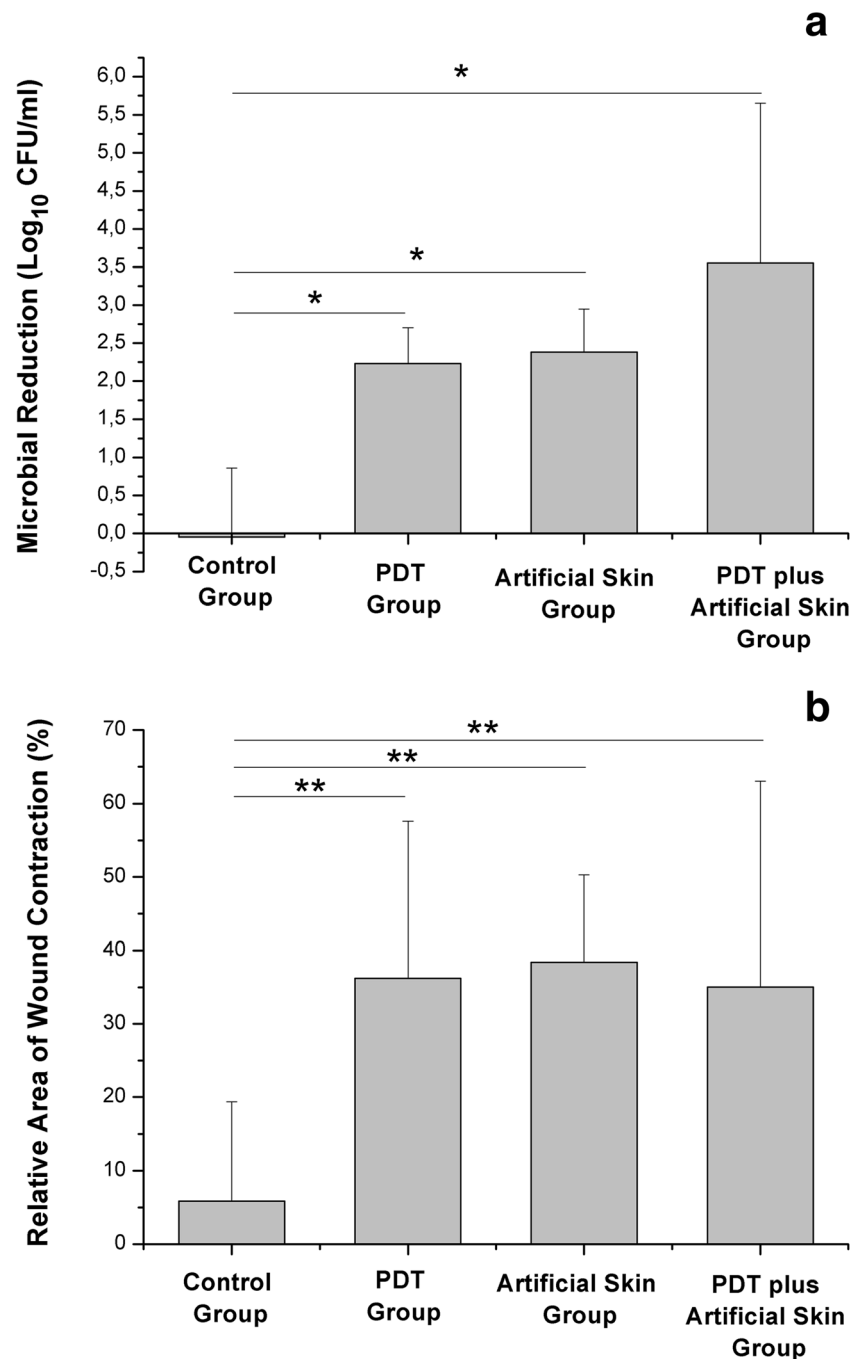 a
Microbial Reduction (Log10 CFU/ml)
6,0
5,5
5,0
4,5
4,0
3,5
3,0
2,5
2,0
1,5
1,0
0,5
0,0
-0,5
*
*
*
Control
Group
PDT
Group
Artificial Skin
Group
PDT plus
Artificial Skin
Group
b
Relative Area of Wound Contraction (%)
70
60
50
40
30
20
10
0
**
**
**
Control
Group
PDT
Group
Artificial Skin
Group
PDT plus
Artificial Skin
Group